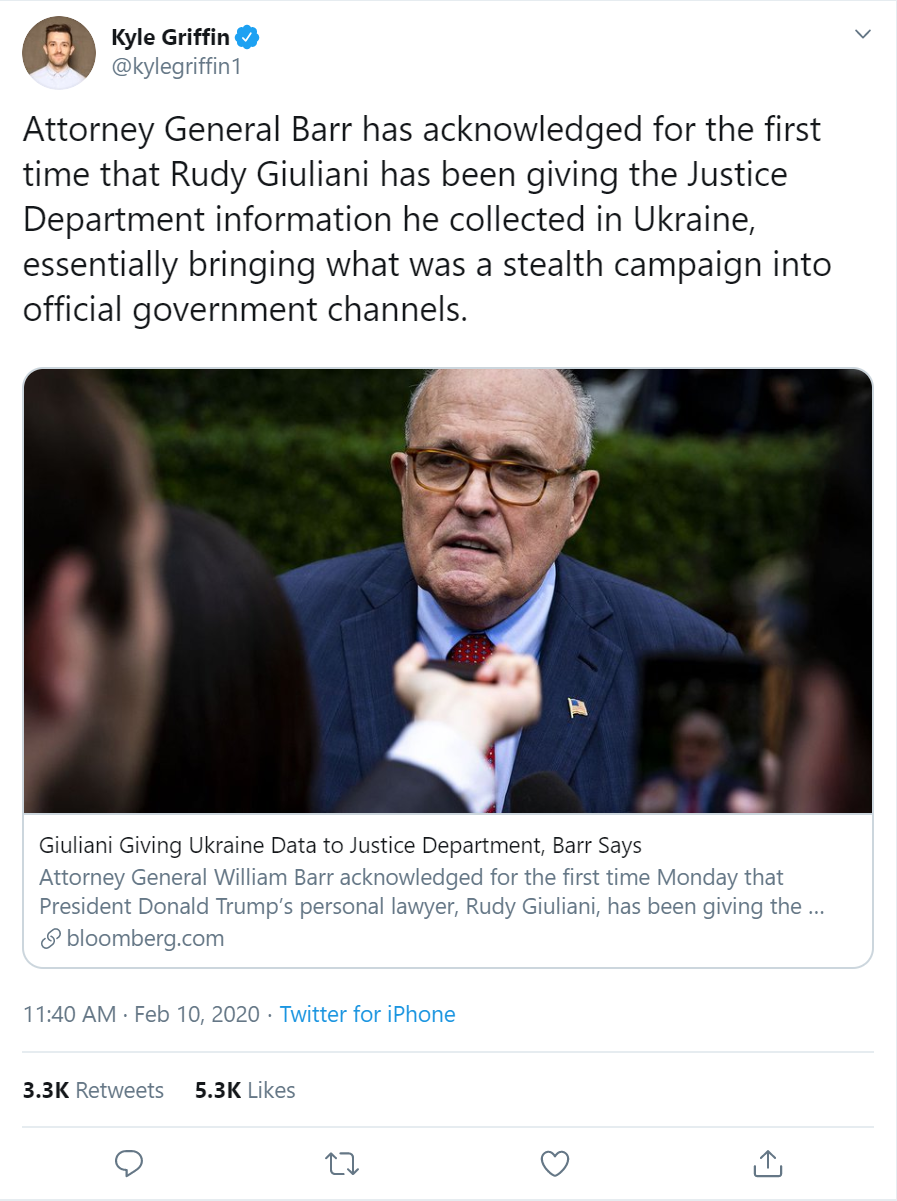 Kyle Griffin
@kylegriffin1
Attorney General Barr has acknowledged for the first
time that Rudy Giuliani has been giving the Justice
Department information he collected in Ukraine,
essentially bringing what was a stealth campaign into
official government channels.
Giuliani Giving Ukraine Data to Justice Department, Barr Says
Attorney General William Barr acknowledged for the first time Monday that
President Donald Trump’s personal lawyer, Rudy Giuliani, has been giving the ...
bloomberg.com
11:40 AM · Feb 10, 2020 · Twitter for iPhone
3.3K Retweets 5.3K Likes